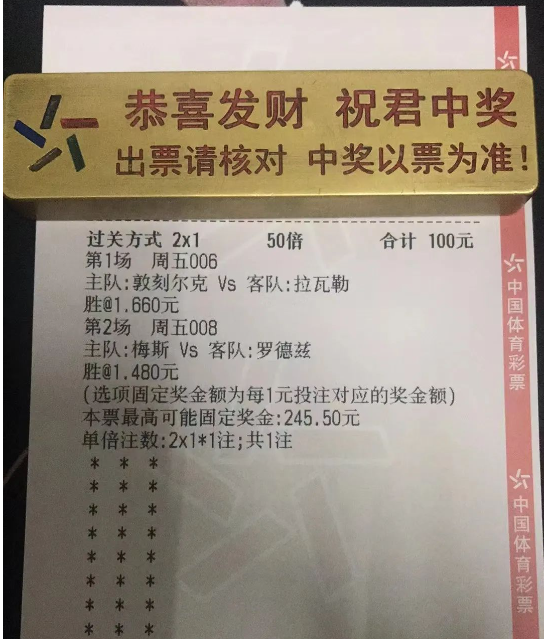 恭喜发财 祝君中奖
出票请核对 中奖以票为准!
过关方式 2x1 50倍 合计 100元
第1场 周五006
主队:敦刻尔克 Vs 客队:拉瓦勒
胜@1.660元
第2场 周五008
主队:梅斯 Vs 客队:罗德兹
胜@1.480元
(选项固定奖金额为每1元投注对应的奖金额)
本票最高可能固定奖金:245.50元
单倍注数:2x1*1注;共1注
* * *
* * *
* * *
* * *
* * *
* * *
* * *
* * *
中国体育彩票
中国体育彩票